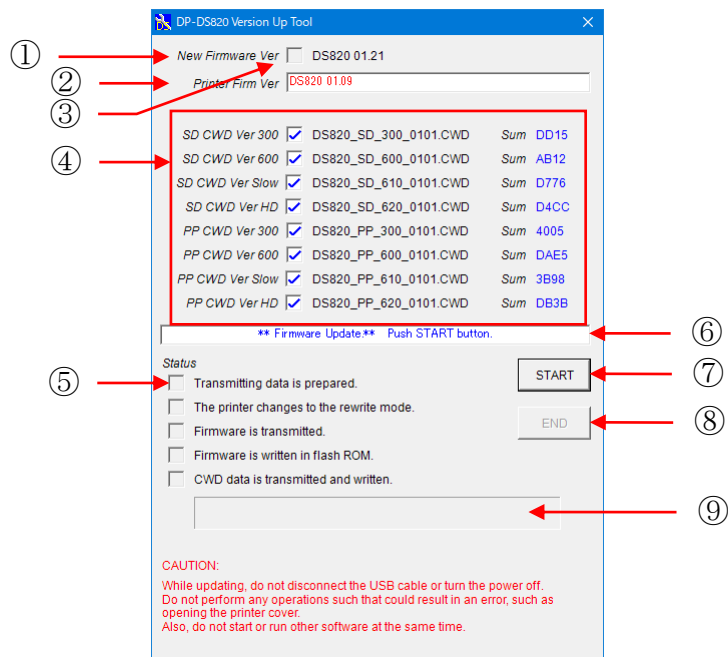 DP-DS820 Version Up Tool
① New Firmware Ver DS820 01.21
② Printer Firm Ver DS820 01.09
③
④
SD CWD Ver 300 DS820_SD_300_0101.CWD Sum DD15
SD CWD Ver 600 DS820_SD_600_0101.CWD Sum AB12
SD CWD Ver Slow DS820_SD_610_0101.CWD Sum D776
SD CWD Ver HD DS820_SD_620_0101.CWD Sum D4CC
PP CWD Ver 300 DS820_PP_300_0101.CWD Sum 4005
PP CWD Ver 600 DS820_PP_600_0101.CWD Sum DAE5
PP CWD Ver Slow DS820_PP_610_0101.CWD Sum 3B98
PP CWD Ver HD DS820_PP_620_0101.CWD Sum DB3B
** Firmware Update.** Push START button. ⑥
Status
START ⑦
⑤ Transmitting data is prepared.
The printer changes to the rewrite mode.
END ⑧
Firmware is transmitted.
Firmware is written in flash ROM.
CWD data is transmitted and written.
⑨
CAUTION:
While updating, do not disconnect the USB cable or turn the power off.
Do not perform any operations such that could result in an error, such as
opening the printer cover.
Also, do not start or run other software at the same time.